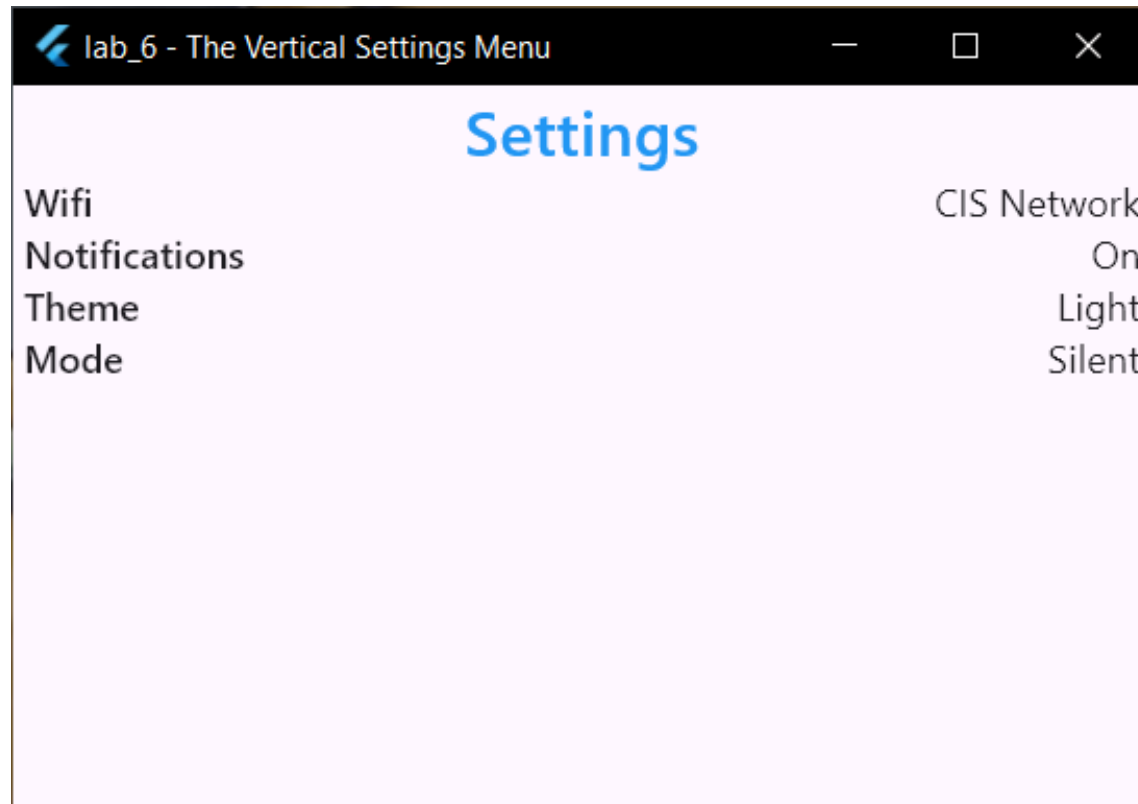 lab_6 - The Vertical Settings Menu
Settings
Wifi CIS Network
Notifications On
Theme Light
Mode Silent